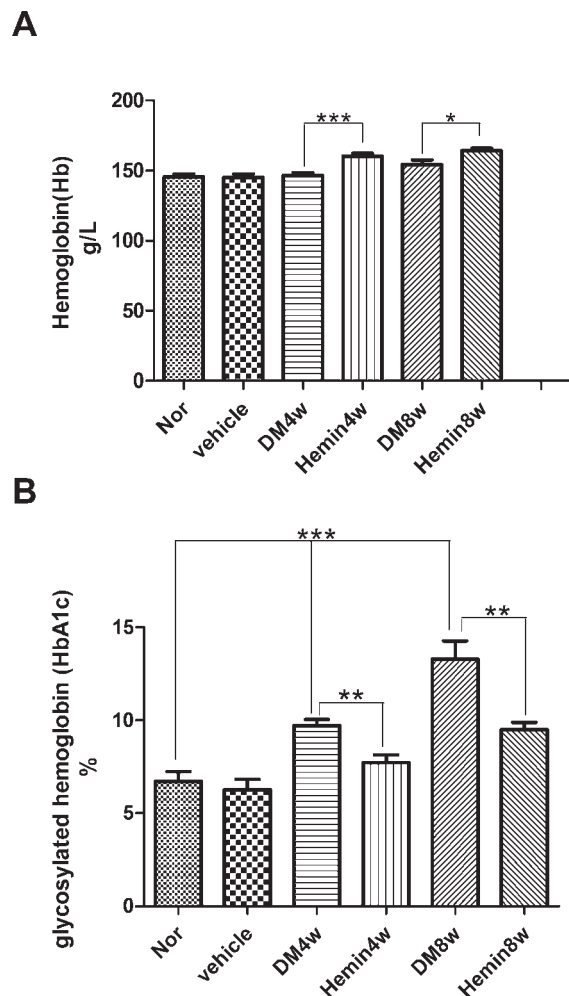 A
Hemoglobin(Hb)
g/L
200
150
100
50
0
***
*
Nor
vehicle
DM4w
Hemin4w
DM8w
Hemin8w
B
glycosylated hemoglobin (HbA1c)
%
15
10
5
0
***
**
**
Nor
vehicle
DM4w
Hemin4w
DM8w
Hemin8w